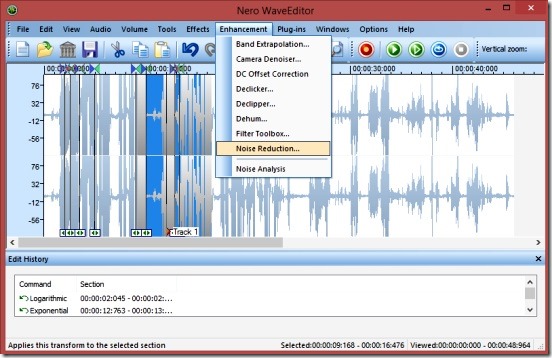 Nero WaveEditor
File Edit View Audio Volume Tools Effects Enhancement Plug-ins Windows Options Help
Vertical zoom:
Band Extrapolation...
Camera Denoiser...
DC Offset Correction
Declicker...
Declipper...
Dehum...
Filter Toolbox...
Noise Reduction...
Noise Analysis
00:00:30:000 00:00:40:000
76
32
-12
-56
76
32
-12
-56
Track 1
Edit History
Command Section
Logarithmic 00:00:02:045 - 00:00:02:...
Exponential 00:00:12:763 - 00:00:13:...
Applies this transform to the selected section
Selected:00:00:09:168 - 00:00:16:476
Viewed:00:00:00:000 - 00:00:48:964